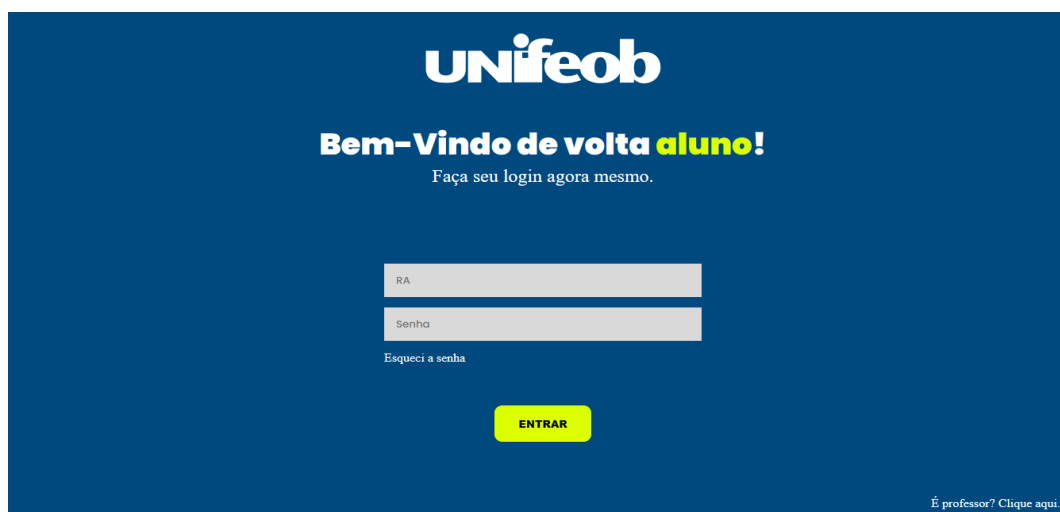 UNifeob
Bem-Vindo de volta aluno!
Faça seu login agora mesmo.
RA
Senha
Esqueci a senha
ENTRAR
É professor? Clique aqui.